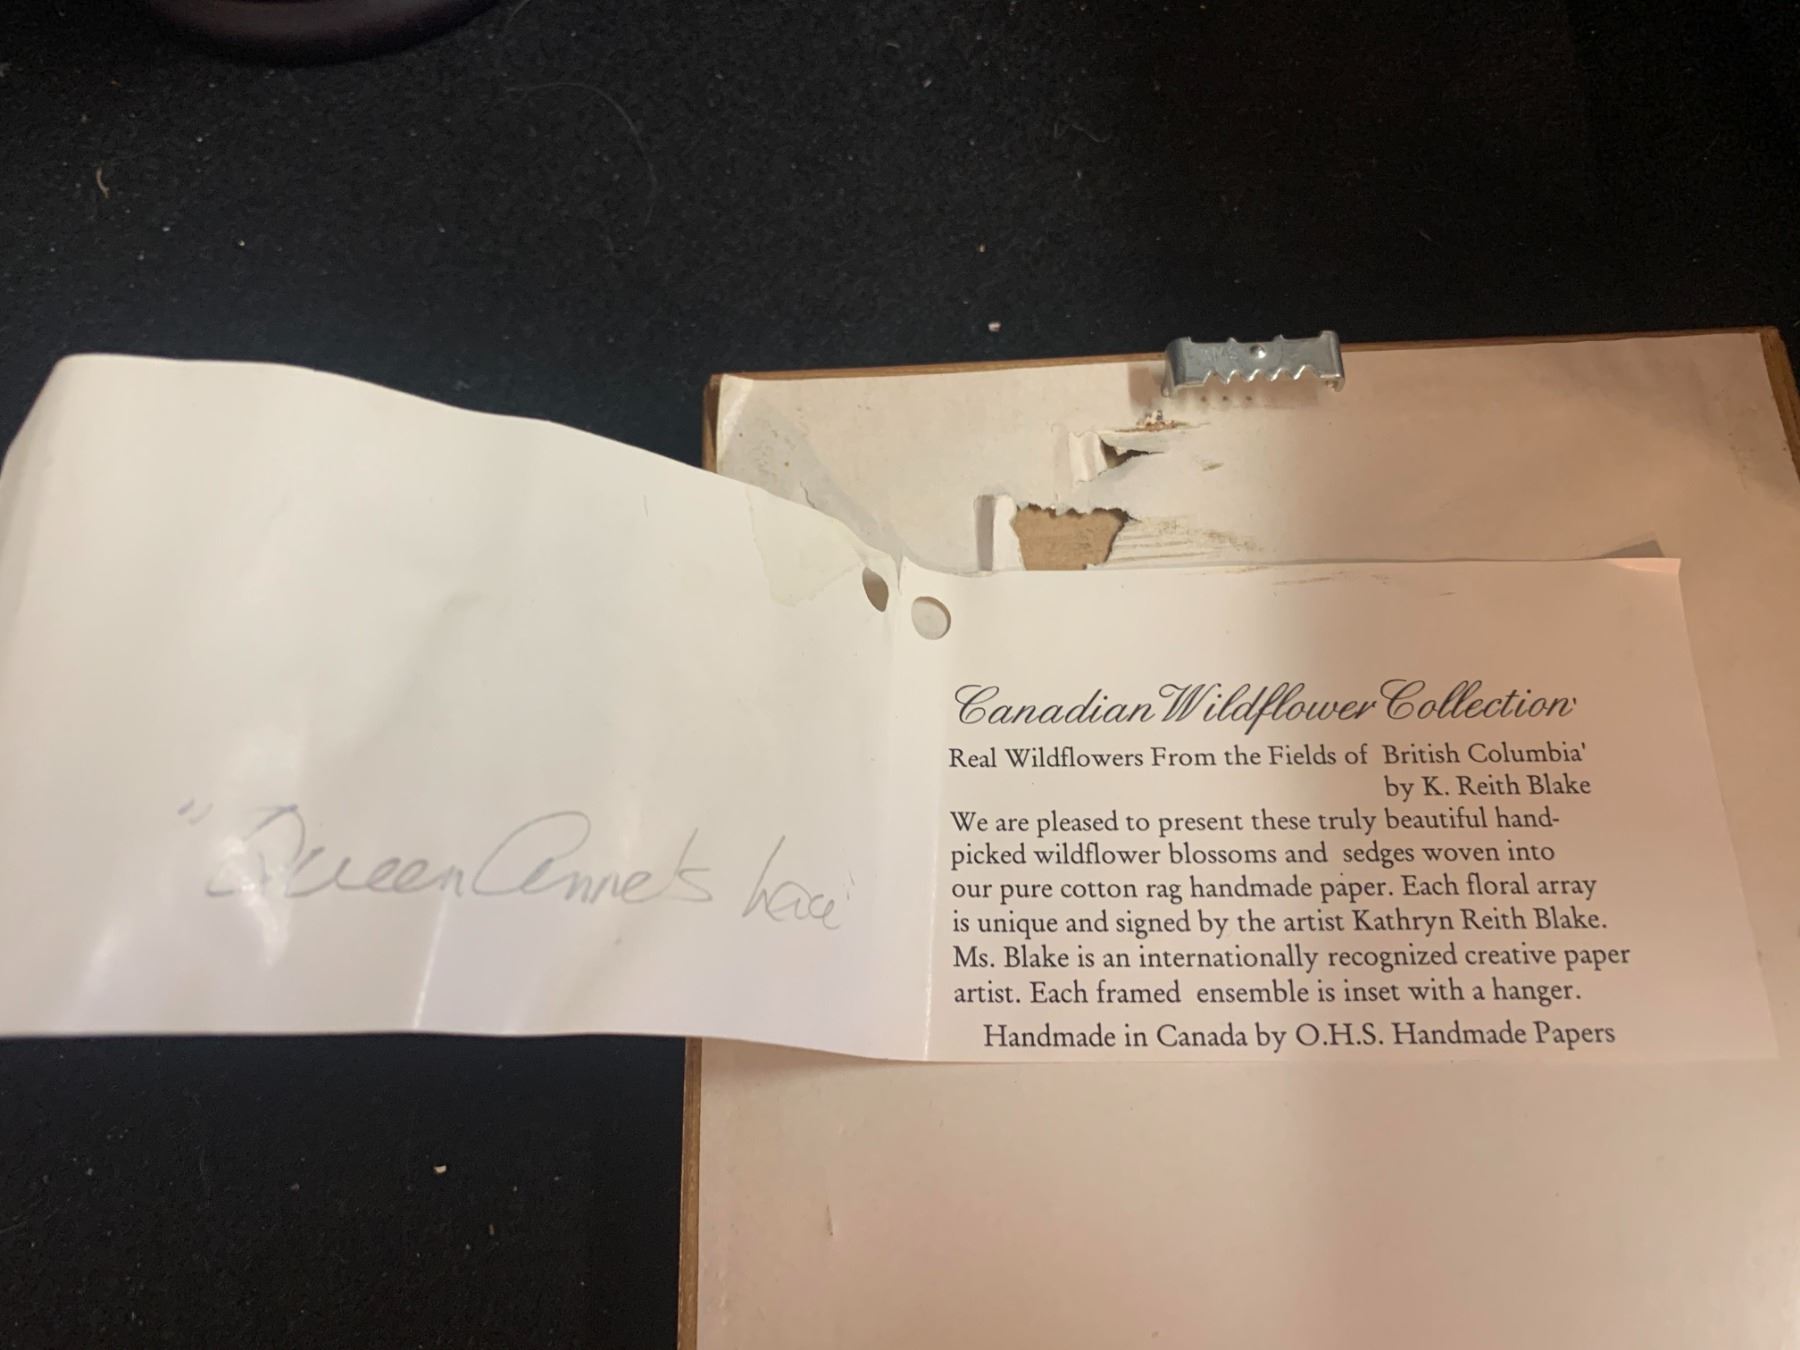 "Queen Anne's Lace"
Canadian Wildflower Collection
Real Wildflowers From the Fields of British Columbia'
by K. Reith Blake
We are pleased to present these truly beautiful hand-
picked wildflower blossoms and sedges woven into
our pure cotton rag handmade paper. Each floral array
is unique and signed by the artist Kathryn Reith Blake.
Ms. Blake is an internationally recognized creative paper
artist. Each framed ensemble is inset with a hanger.
Handmade in Canada by O.H.S. Handmade Papers